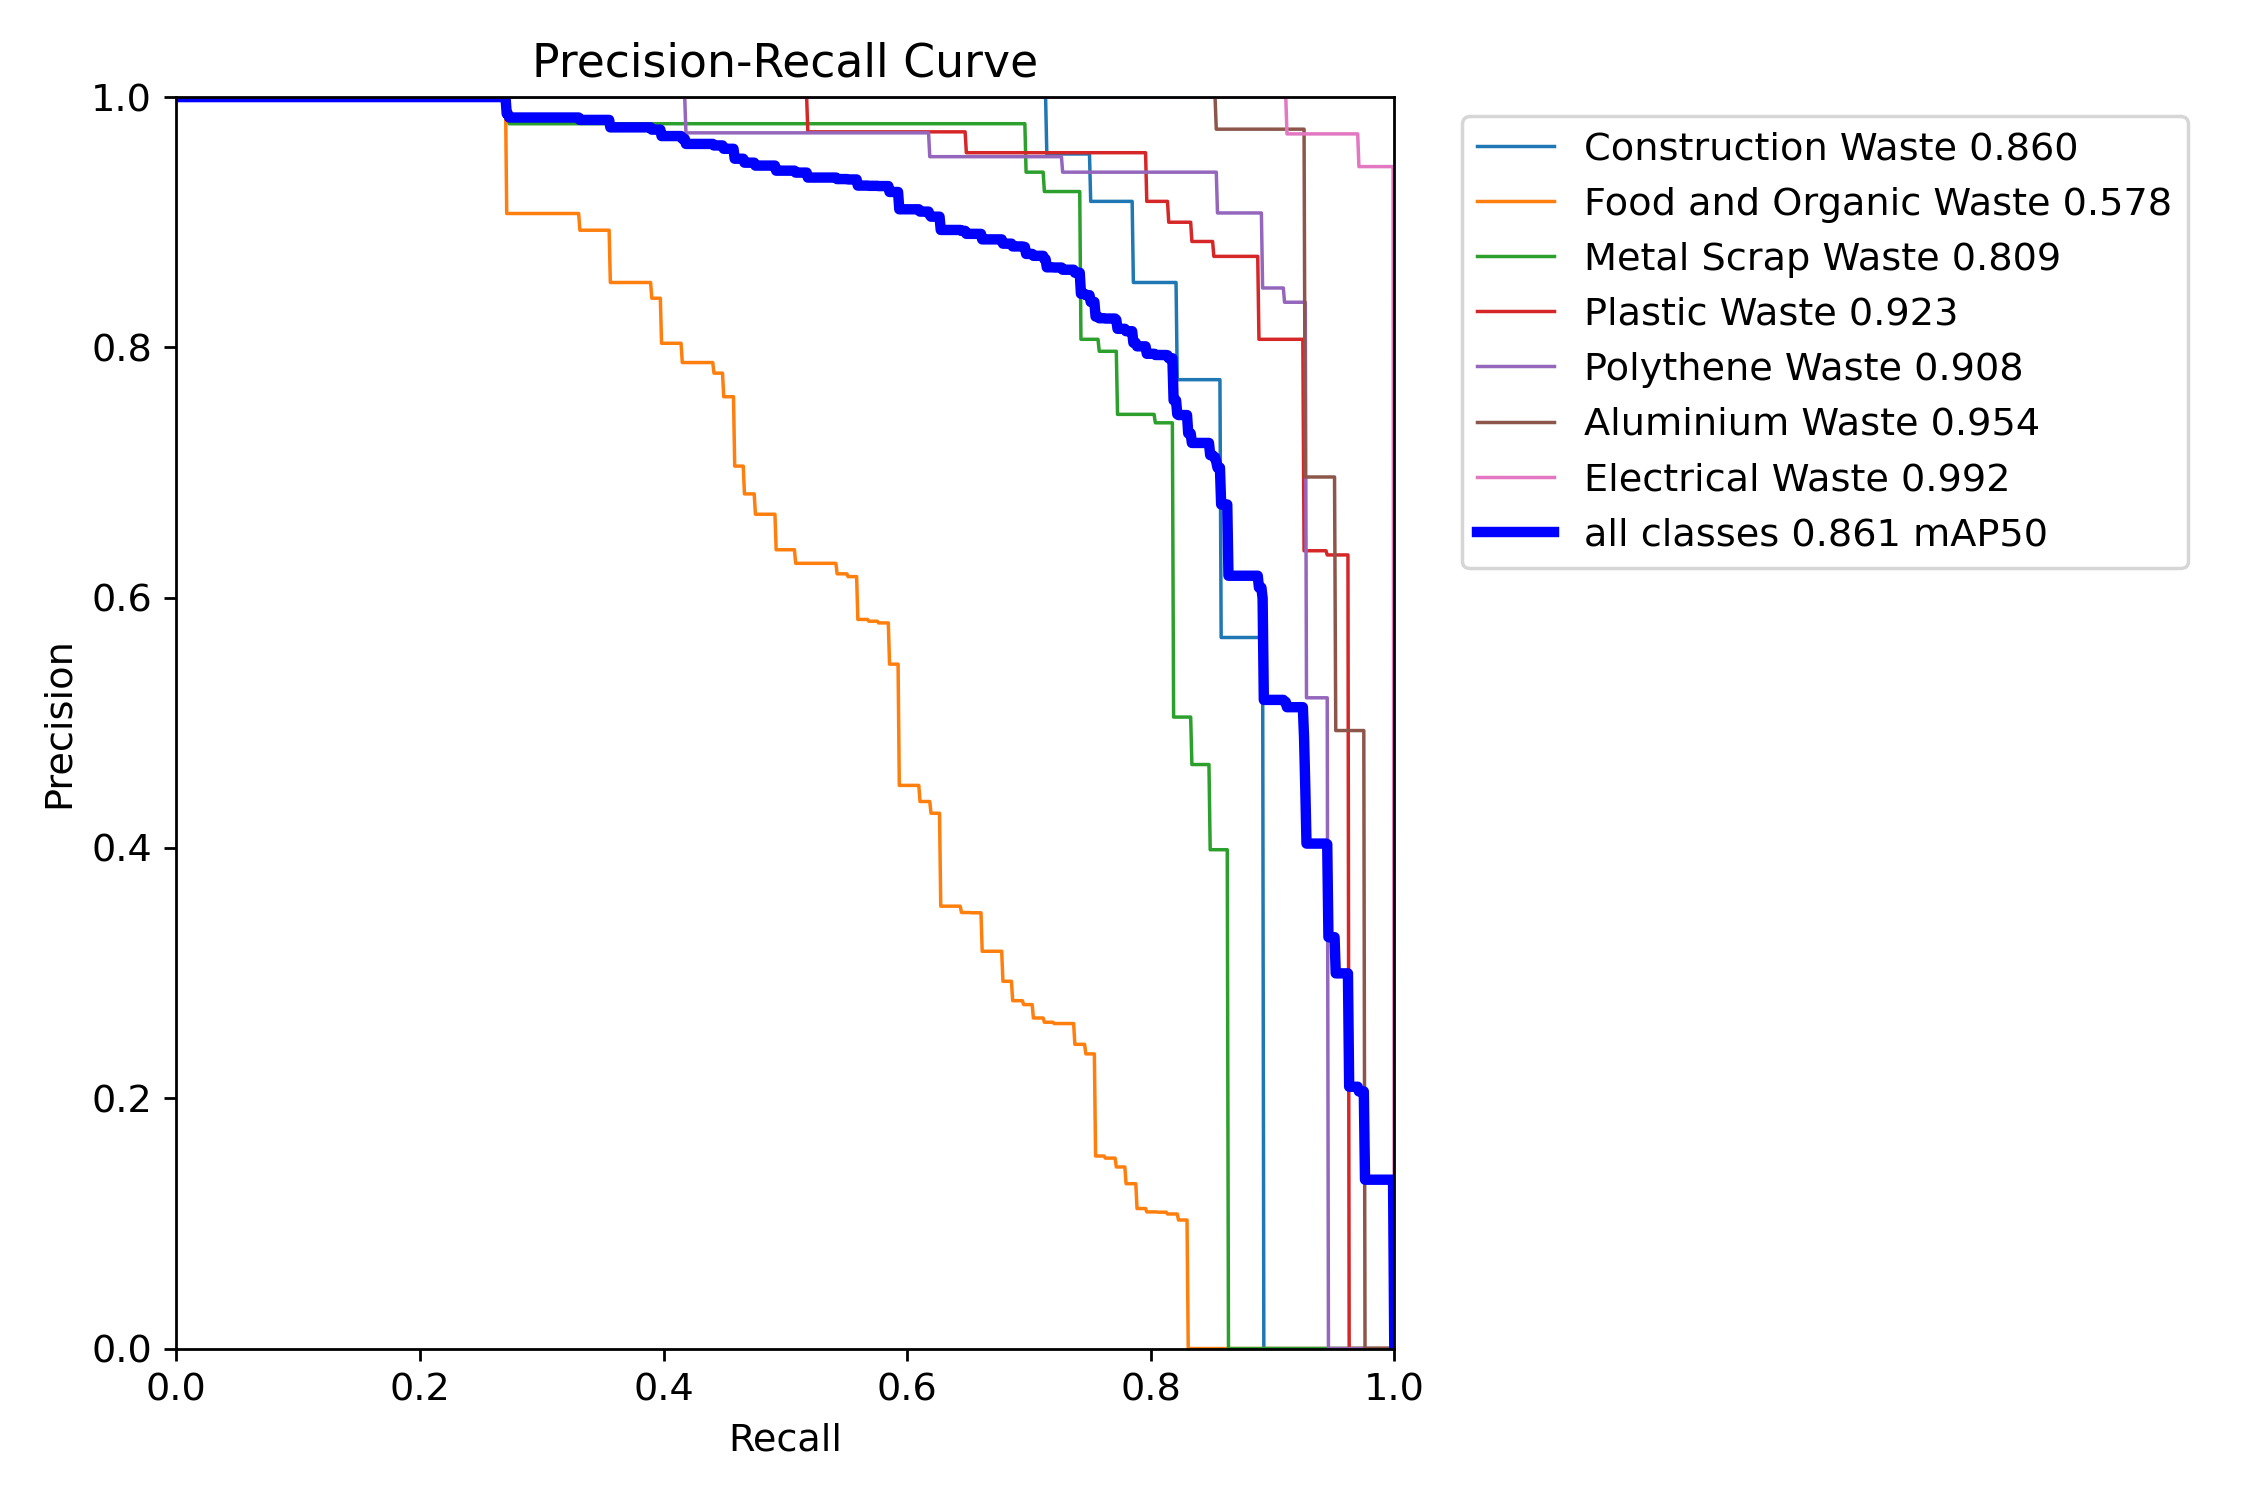 Precision-Recall Curve
1.0
0.8
0.6
0.4
0.2
0.0
Precision
0.0 0.2 0.4 0.6 0.8 1.0
Recall
Construction Waste 0.860
Food and Organic Waste 0.578
Metal Scrap Waste 0.809
Plastic Waste 0.923
Polythene Waste 0.908
Aluminium Waste 0.954
Electrical Waste 0.992
all classes 0.861 mAP50